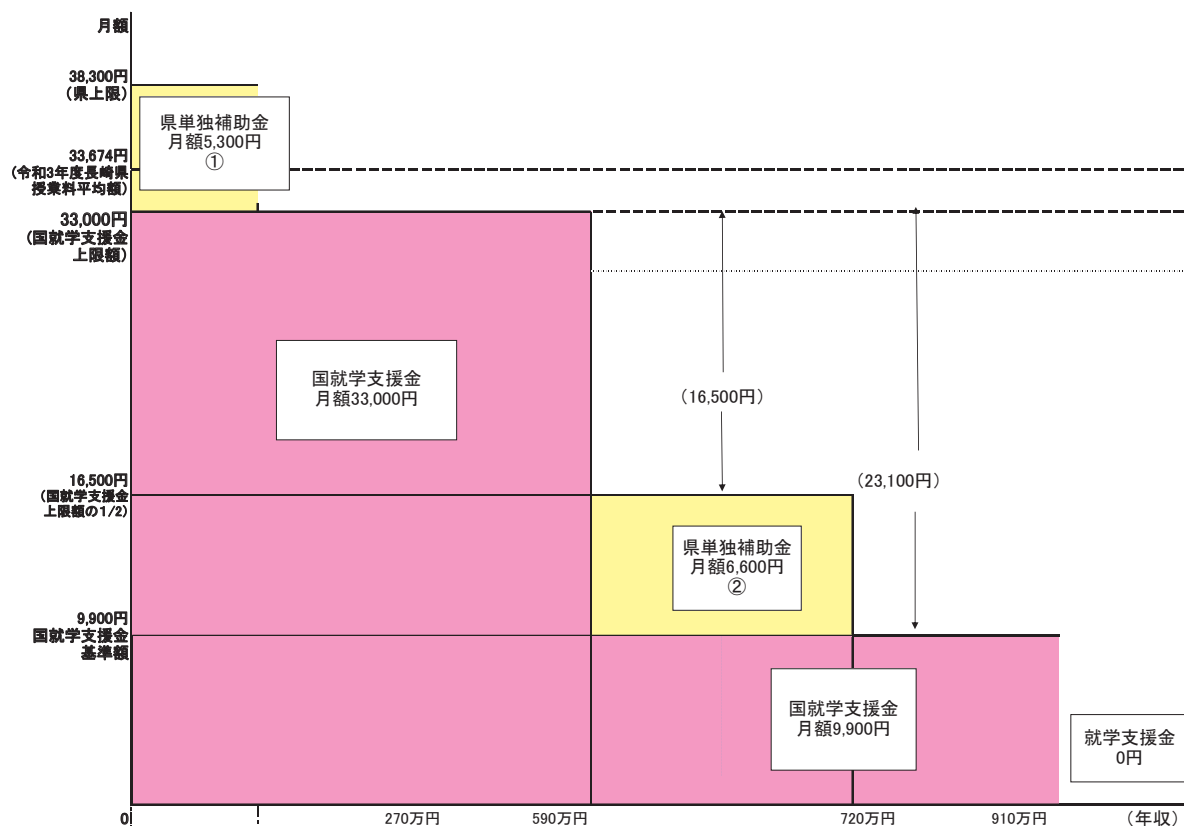 月額
38,300円
（県上限）
県単独補助金
月額5,300円
①
33,674円
（令和3年度長崎県
授業料平均額）
33,000円
（国就学支援金
上限額）
国就学支援金
月額33,000円
（16,500円）
（23,100円）
16,500円
（国就学支援金
上限額の1/2）
県単独補助金
月額6,600円
②
9,900円
国就学支援金
基準額
国就学支援金
月額9,900円
就学支援金
0円
0 270万円 590万円 720万円 910万円 （年収）